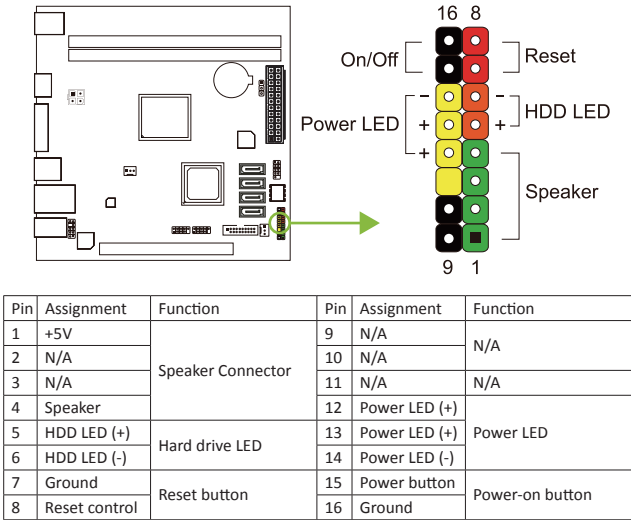 16 8
On/Off
Reset
-
-
HDD LED
Power LED
+
+
+
Speaker
9 1
Pin Assignment Function Pin Assignment Function
1 +5V Speaker Connector 9 N/A N/A
2 N/A 10 N/A
3 N/A 11 N/A N/A
4 Speaker 12 Power LED (+) Power LED
5 HDD LED (+) Hard drive LED 13 Power LED (+)
6 HDD LED (-) 14 Power LED (-)
7 Ground Reset button 15 Power button Power-on button
8 Reset control 16 Ground